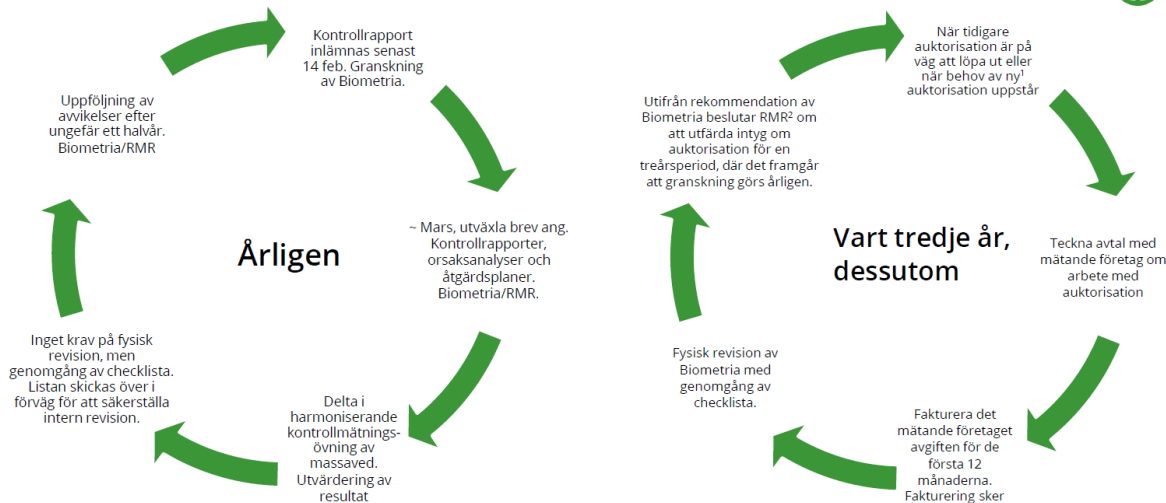 Årligen
Kontrollrapport
inlämnas senast
14 feb. Granskning
av Biometria.
~ Mars, utväxla brev ang.
Kontrollrapporter,
orsaksanalyser och
åtgärdsplaner.
Biometria/RMR.
Delta i
harmoniserande
kontrollmätnings-
övning av
massaved.
Utvärdering av
resultat
Inget krav på fysisk
revision, men
genomgång av checklista.
Listan skickas över i
förväg för att säkerställa
intern revision.
Uppföljning av
avvikelser efter
ungefär ett halvår.
Biometria/RMR
Vart tredje år,
dessutom
När tidigare
auktorisation är på
väg att löpa ut eller
när behov av ny¹
auktorisation uppstår
Teckna avtal med
mätande företag om
arbete med
auktorisation
Fakturera det
mätande företaget
avgiften för de
första 12
månaderna.
Fakturering sker
Fysisk revision av
Biometria med
genomgång av
checklista.
Utifrån rekommendation av
Biometria beslutar RMR² om
att utfärda intyg om
auktorisation för en
treårsperiod, där det framgår
att granskning görs årligen.